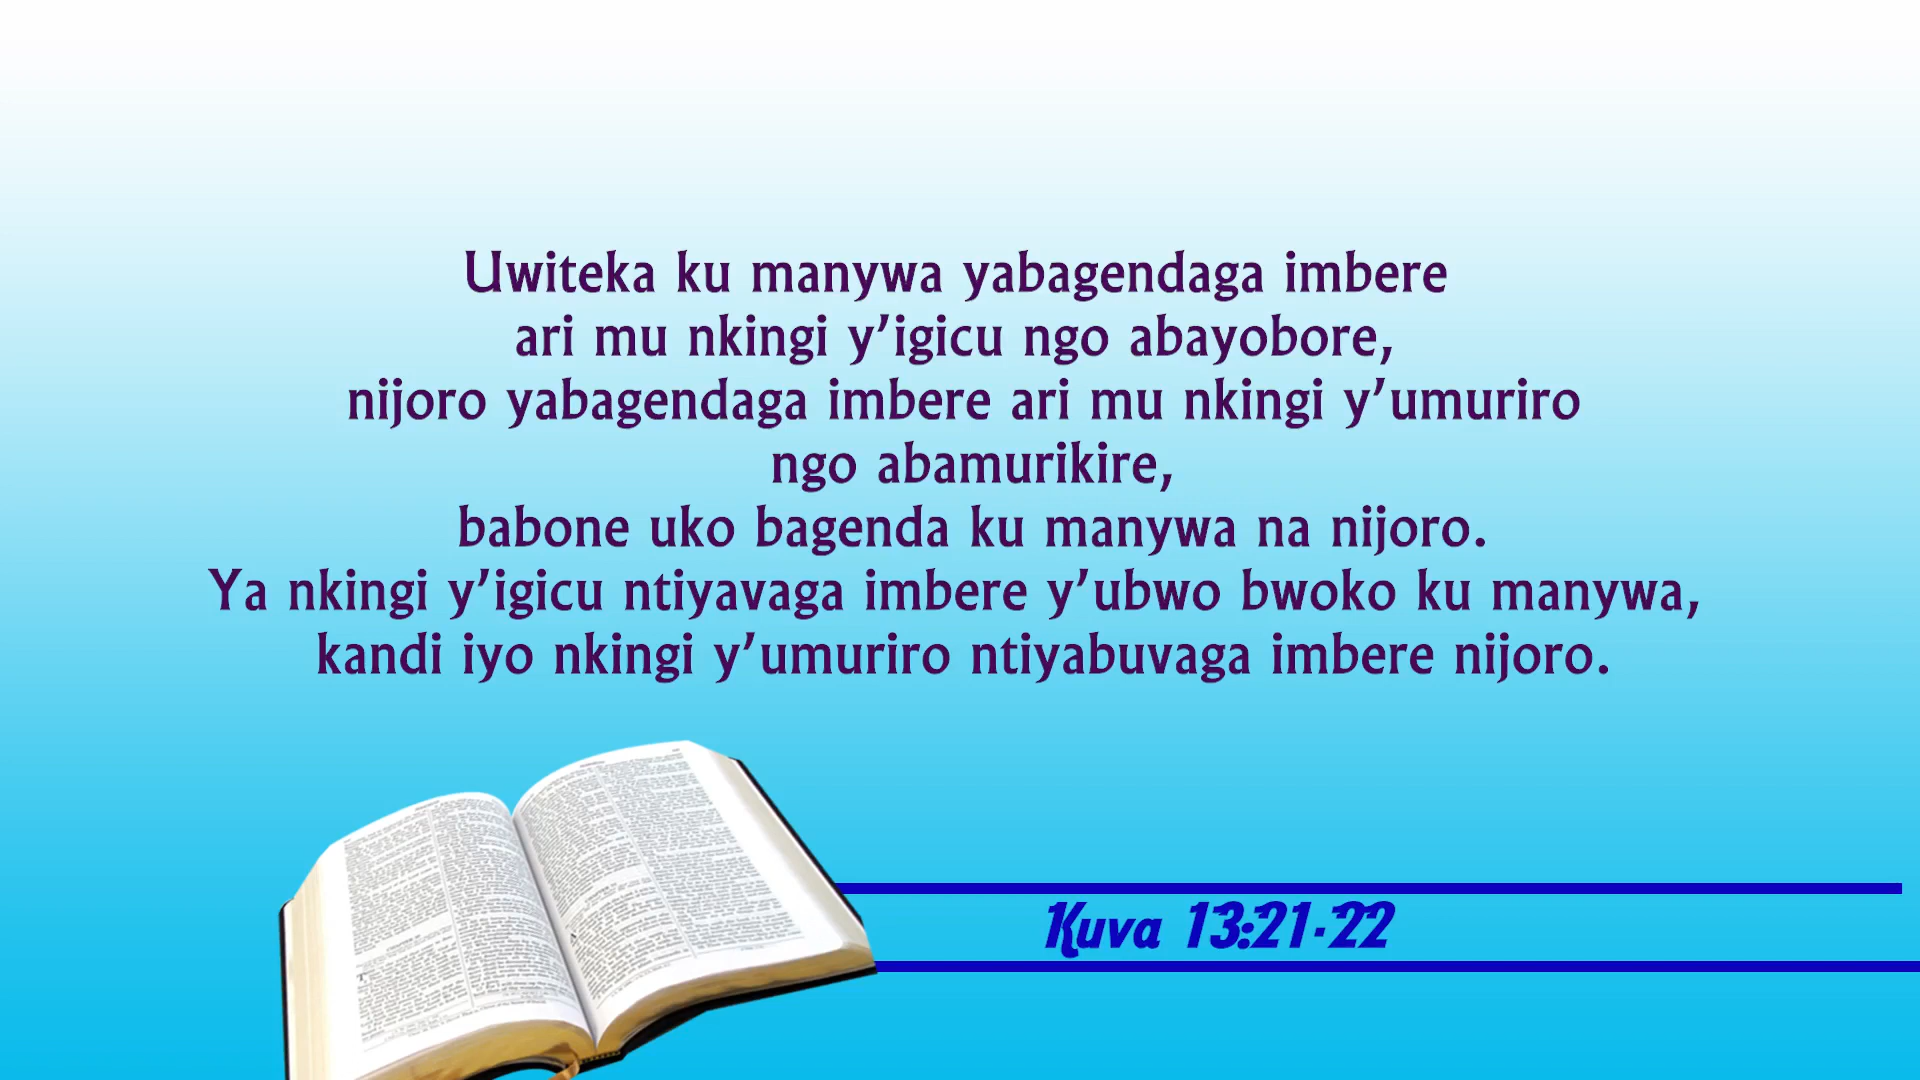 Uwiteka ku manywa yabagendaga imbere
ari mu nkingi y’igicu ngo abayobore,
nijoro yabagendaga imbere ari mu nkingi y’umuriro
ngo abamurikire,
babone uko bagenda ku manywa na nijoro.
Ya nkingi y’igicu ntiyavaga imbere y’ubwo bwoko ku manywa,
kandi iyo nkingi y’umuriro ntiyabuvaga imbere nijoro.
Kuva 13:21-22